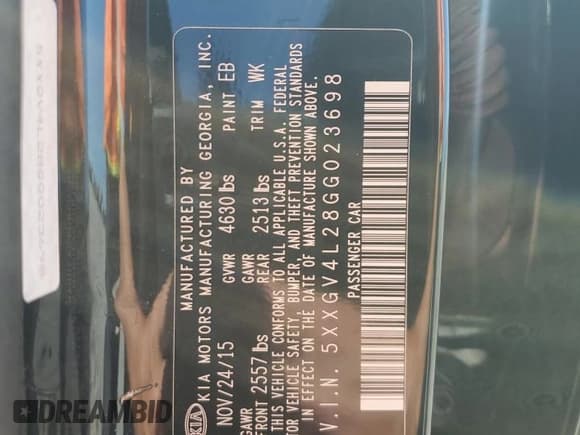 KIA
MANUFACTURED BY
KIA MOTORS MANUFACTURING GEORGIA, INC.
NOV/24/15 GVWR 4630 lbs PAINT EB
GAWR FRONT 2557 lbs GAWR REAR 2513 lbs TRIM WK
THIS VEHICLE CONFORMS TO ALL APPLICABLE U.S.A. FEDERAL
MOTOR VEHICLE SAFETY, BUMPER, AND THEFT PREVENTION STANDARDS
IN EFFECT ON THE DATE OF MANUFACTURE SHOWN ABOVE.
V.I.N. 5XXGV4L28GG023698
PASSENGER CAR
DREAMBID